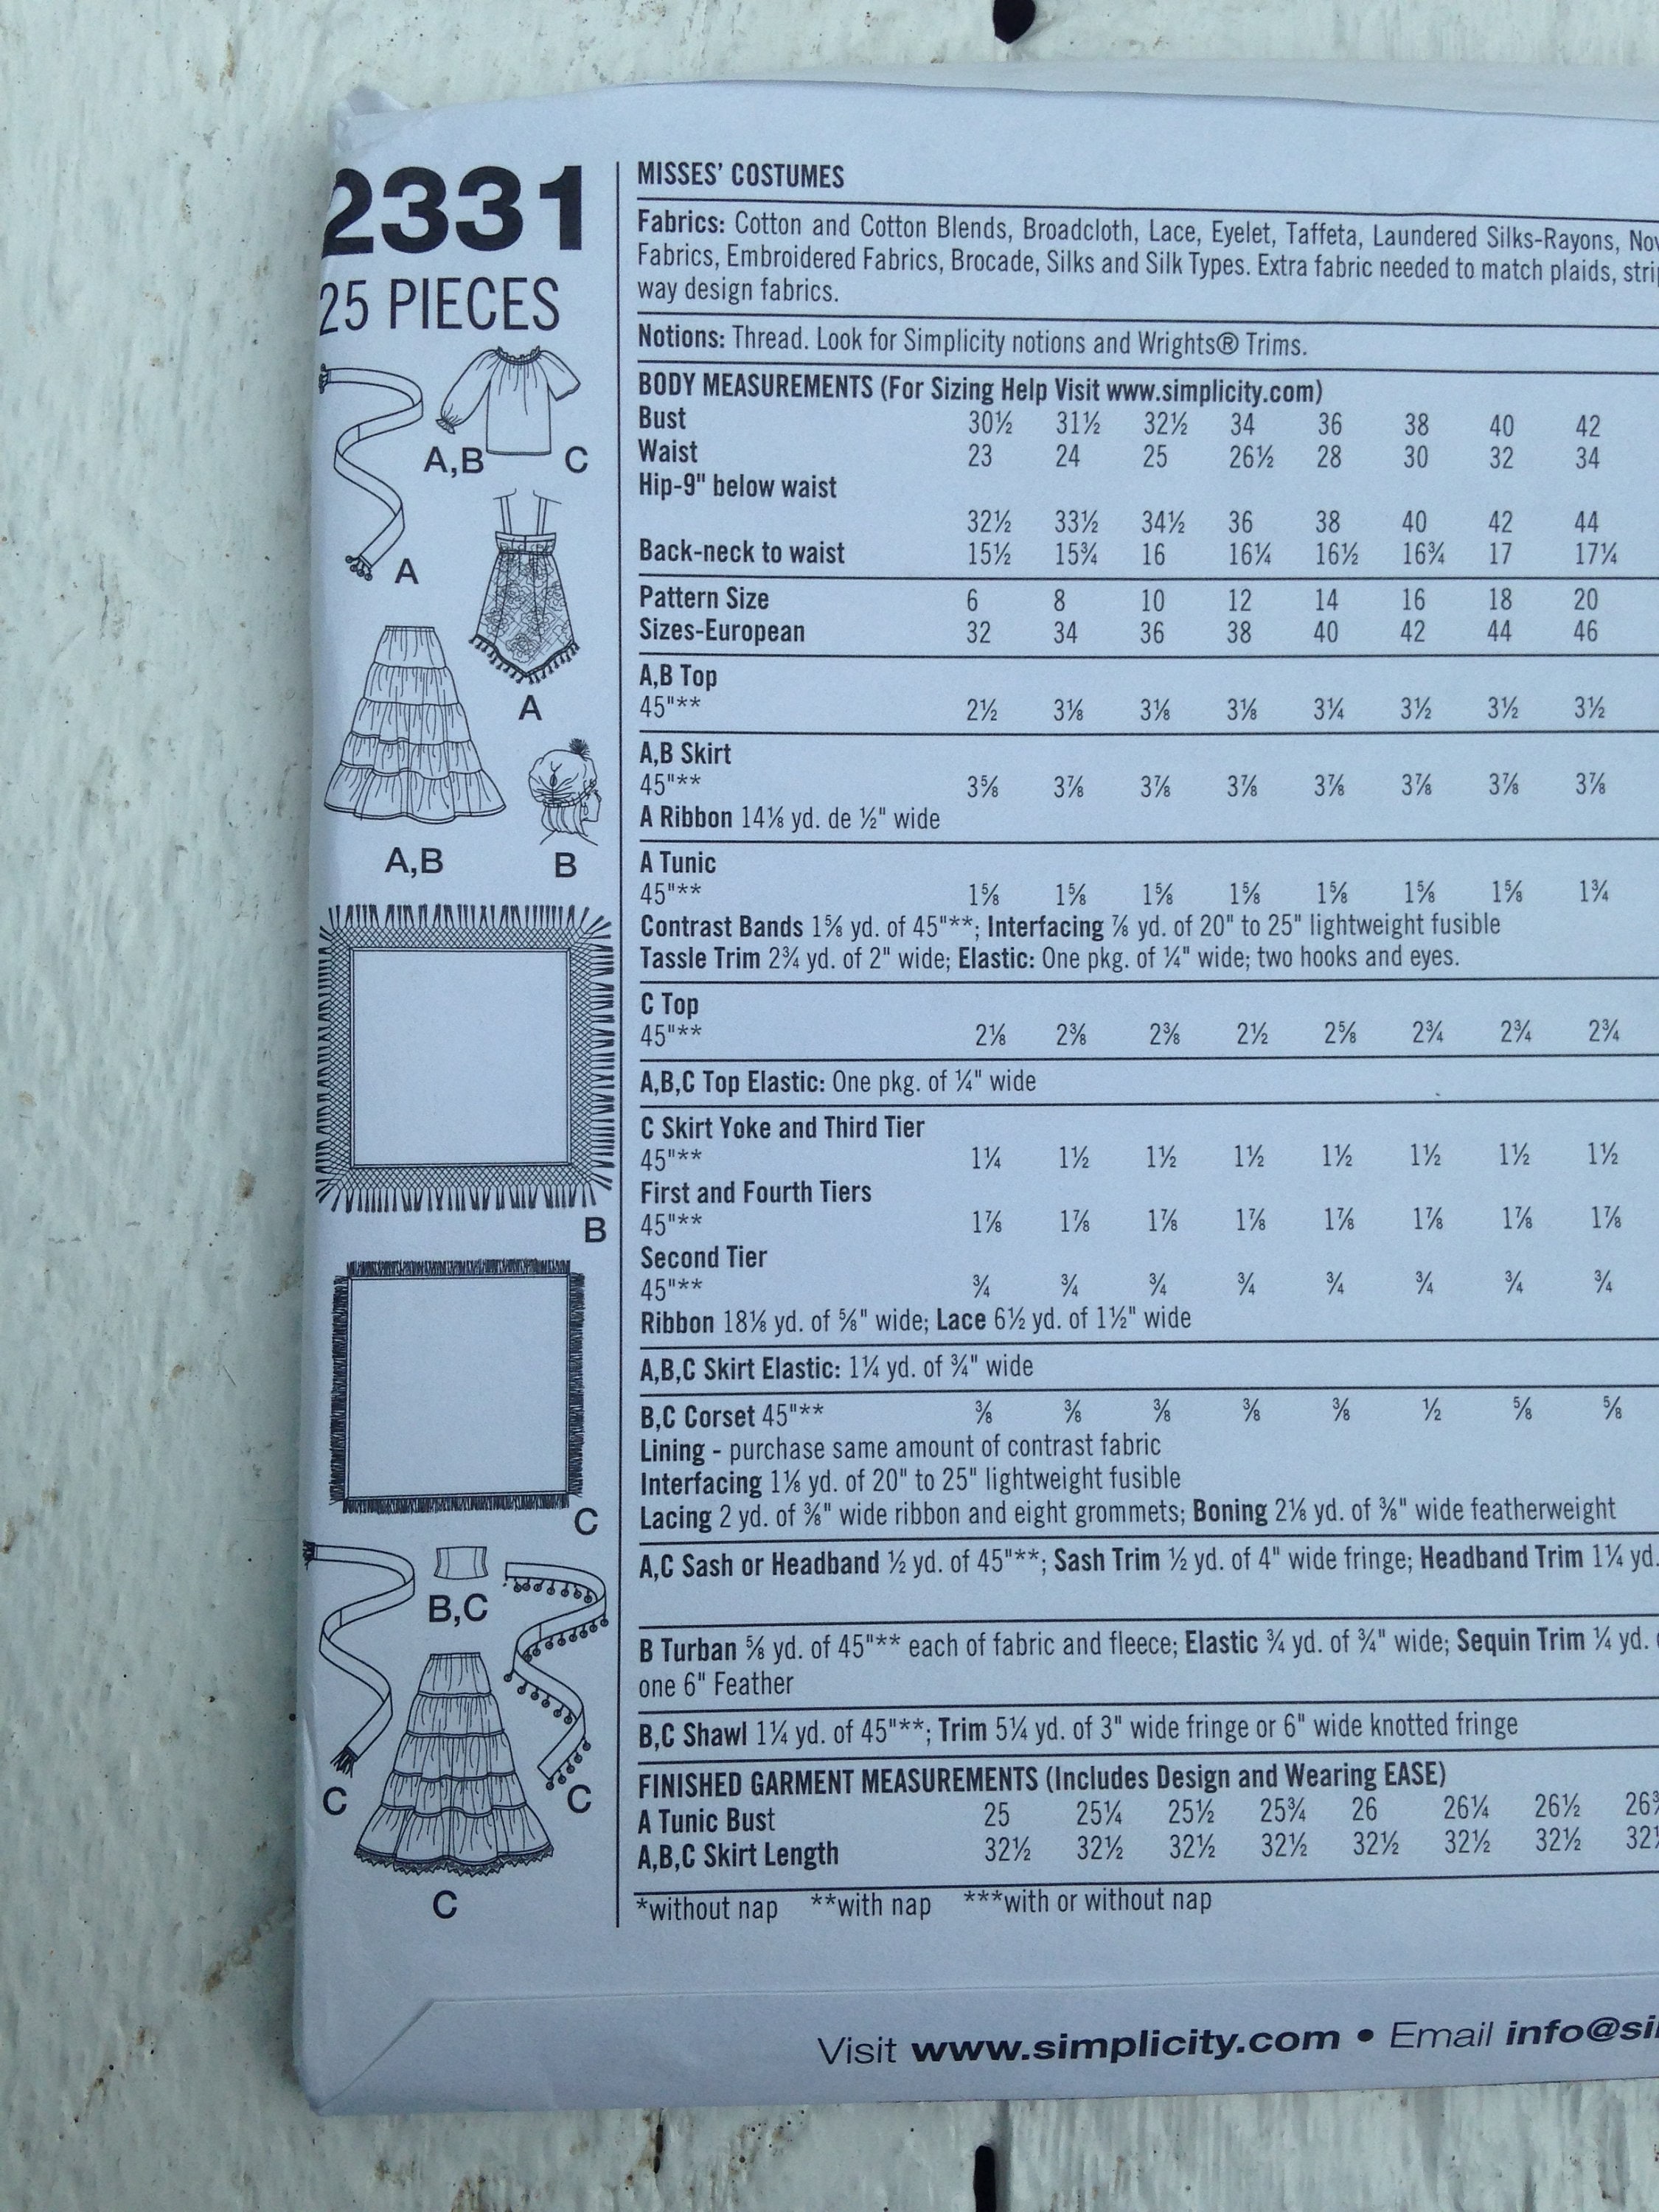 2331
25 PIECES
A,B
C
A
A
A,B
B
B
C
B,C
C
C
C
MISSES' COSTUMES
Fabrics: Cotton and Cotton Blends, Broadcloth, Lace, Eyelet, Taffeta, Laundered Silks-Rayons,
Fabrics, Embroidered Fabrics, Brocade, Silks and Silk Types. Extra fabric needed to match plaids,
way design fabrics.
Notions: Thread. Look for Simplicity notions and Wrights® Trims.
BODY MEASUREMENTS (For Sizing Help Visit www.simplicity.com)
Bust 30½ 31½ 32½ 34 36 38 40 42
Waist 23 24 25 26½ 28 30 32 34
Hip-9" below waist
32½ 33½ 34½ 36 38 40 42 44
Back-neck to waist 15½ 15¾ 16 16¼ 16½ 16¾ 17 17¼
Pattern Size 6 8 10 12 14 16 18 20
Sizes-European 32 34 36 38 40 42 44 46
A,B Top
45"** 2½ 3⅛ 3⅛ 3⅛ 3¼ 3½ 3½ 3½
A,B Skirt
45"** 3⅝ 3⅞ 3⅞ 3⅞ 3⅞ 3⅞ 3⅞ 3⅞
A Ribbon 14⅛ yd. de ½" wide
A Tunic
45"** 1⅝ 1⅝ 1⅝ 1⅝ 1⅝ 1⅝ 1⅝ 1¾
Contrast Bands 1⅝ yd. of 45"**; Interfacing ⅞ yd. of 20" to 25" lightweight fusible
Tassle Trim 2¾ yd. of 2" wide; Elastic: One pkg. of ¼" wide; two hooks and eyes.
C Top
45"** 2⅛ 2⅜ 2⅜ 2½ 2⅝ 2¾ 2¾ 2¾
A,B,C Top Elastic: One pkg. of ¼" wide
C Skirt Yoke and Third Tier
45"** 1¼ 1½ 1½ 1½ 1½ 1½ 1½ 1½
First and Fourth Tiers
45"** 1⅞ 1⅞ 1⅞ 1⅞ 1⅞ 1⅞ 1⅞ 1⅞
Second Tier
45"** ¾ ¾ ¾ ¾ ¾ ¾ ¾ ¾
Ribbon 18⅛ yd. of ⅝" wide; Lace 6½ yd. of 1½" wide
A,B,C Skirt Elastic: 1¼ yd. of ¾" wide
B,C Corset 45"** ⅜ ⅜ ⅜ ⅜ ⅜ ½ ⅝ ⅝
Lining - purchase same amount of contrast fabric
Interfacing 1⅛ yd. of 20" to 25" lightweight fusible
Lacing 2 yd. of ⅜" wide ribbon and eight grommets; Boning 2⅛ yd. of ⅜" wide featherweight
A,C Sash or Headband ½ yd. of 45"**; Sash Trim ½ yd. of 4" wide fringe; Headband Trim 1¼ yd.
B Turban ⅝ yd. of 45"** each of fabric and fleece; Elastic ¾ yd. of ¾" wide; Sequin Trim ¼ yd.
one 6" Feather
B,C Shawl 1¼ yd. of 45"**; Trim 5¼ yd. of 3" wide fringe or 6" wide knotted fringe
FINISHED GARMENT MEASUREMENTS (Includes Design and Wearing EASE)
A Tunic Bust 25 25¼ 25½ 25¾ 26 26¼ 26½
A,B,C Skirt Length 32½ 32½ 32½ 32½ 32½ 32½ 32½
*without nap **with nap ***with or without nap
Visit www.simplicity.com • Email